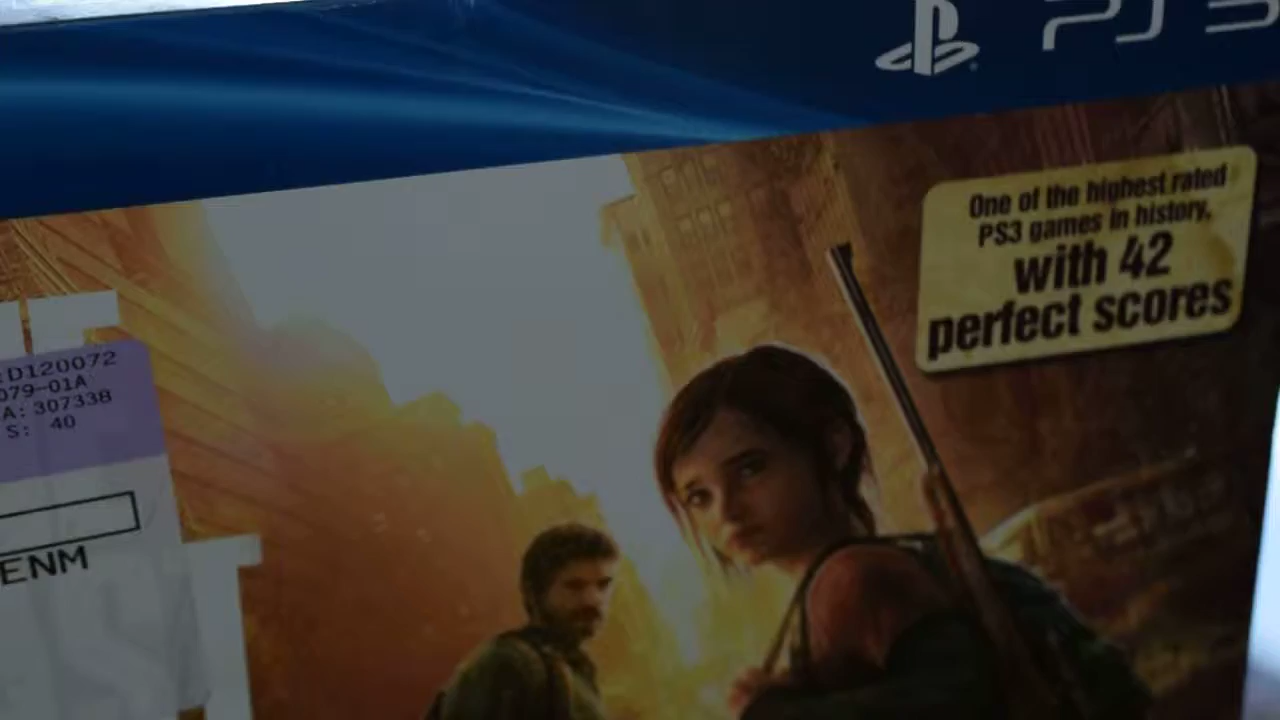 PS3
One of the highest rated
PS3 games in history,
with 42
perfect scores
:D120072
079-01A
A: 307338
S: 40
ENM